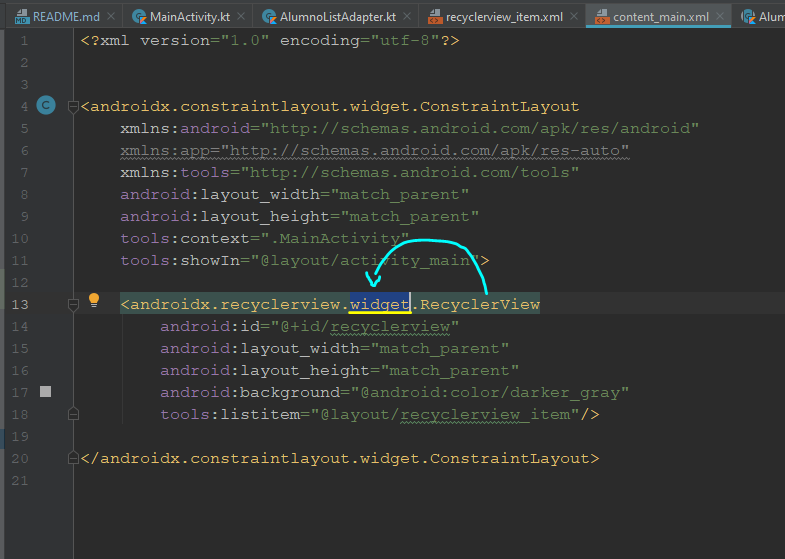 README.md MainActivity.kt AlumnoListAdapter.kt recyclerview_item.xml content_main.xml Alum
1 <?xml version="1.0" encoding="utf-8"?>
2
3
4 <androidx.constraintlayout.widget.ConstraintLayout
5 xmlns:android="http://schemas.android.com/apk/res/android"
6 xmlns:app="http://schemas.android.com/apk/res-auto"
7 xmlns:tools="http://schemas.android.com/tools"
8 android:layout_width="match_parent"
9 android:layout_height="match_parent"
10 tools:context=".MainActivity"
11 tools:showIn="@layout/activity_main">
12
13 <androidx.recyclerview.widget.RecyclerView
14 android:id="@+id/recyclerview"
15 android:layout_width="match_parent"
16 android:layout_height="match_parent"
17 android:background="@android:color/darker_gray"
18 tools:listitem="@layout/recyclerview_item"/>
19
20 </androidx.constraintlayout.widget.ConstraintLayout>
21